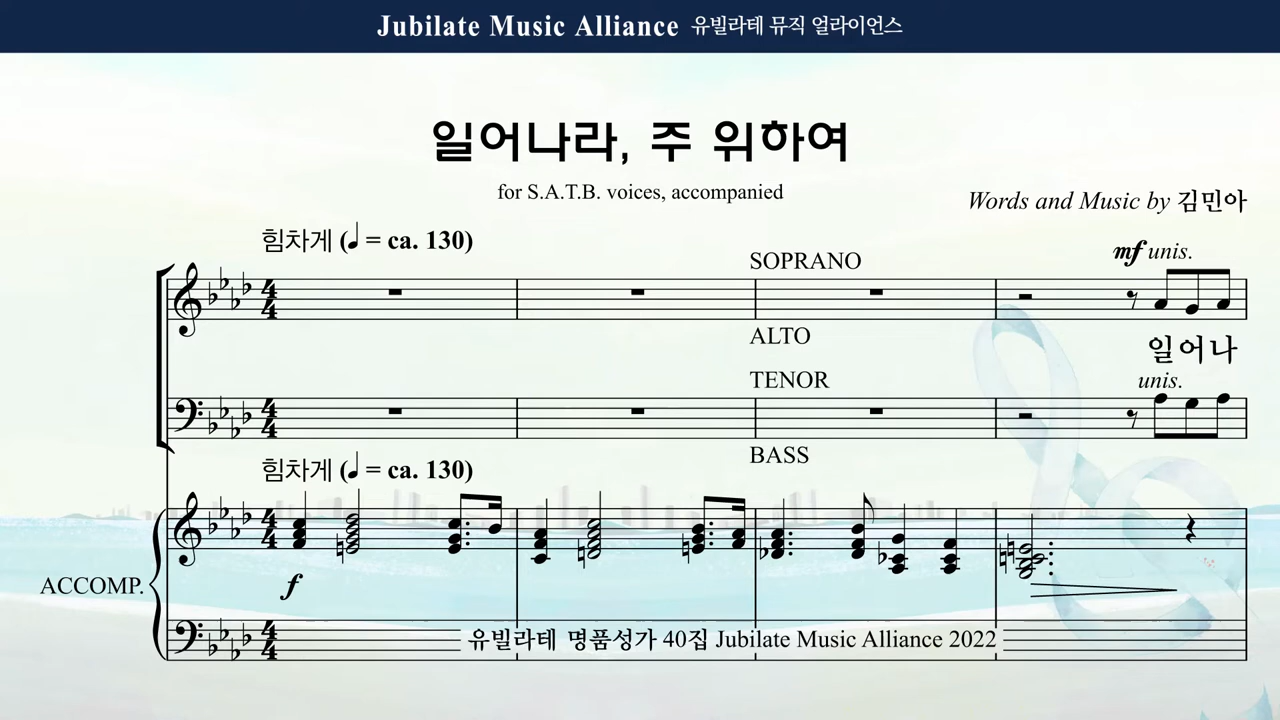 Jubilate Music Alliance 유빌라테 뮤직 얼라이언스
일어나라, 주 위하여
for S.A.T.B. voices, accompanied
Words and Music by 김민아
힘차게 (♩ = ca. 130)
SOPRANO
mf unis.
ALTO
일어나
TENOR
unis.
BASS
힘차게 (♩ = ca. 130)
ACCOMP.
f
유빌라테 명품성가 40집 Jubilate Music Alliance 2022